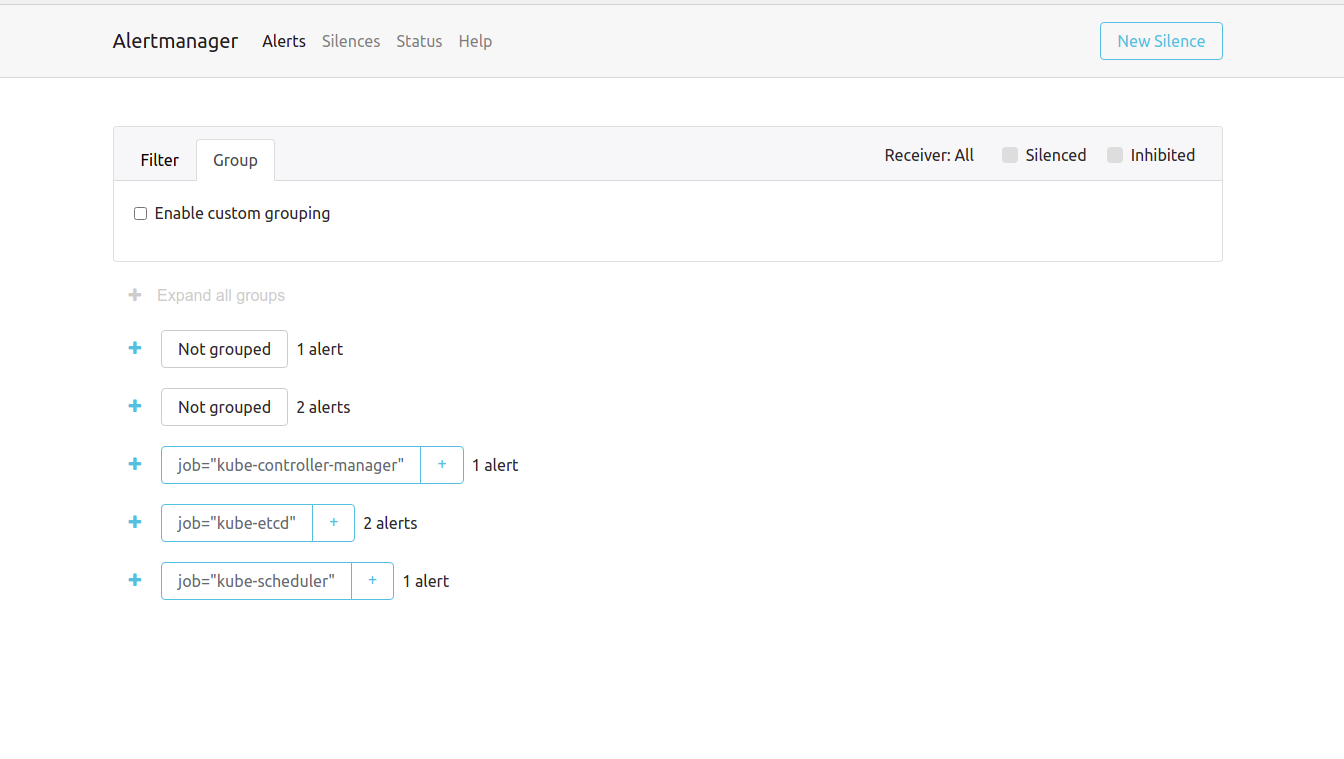 Alertmanager Alerts Silences Status Help New Silence
Filter Group Receiver: All Silenced Inhibited
Enable custom grouping
+ Expand all groups
+ Not grouped 1 alert
+ Not grouped 2 alerts
+ job="kube-controller-manager" + 1 alert
+ job="kube-etcd" + 2 alerts
+ job="kube-scheduler" + 1 alert